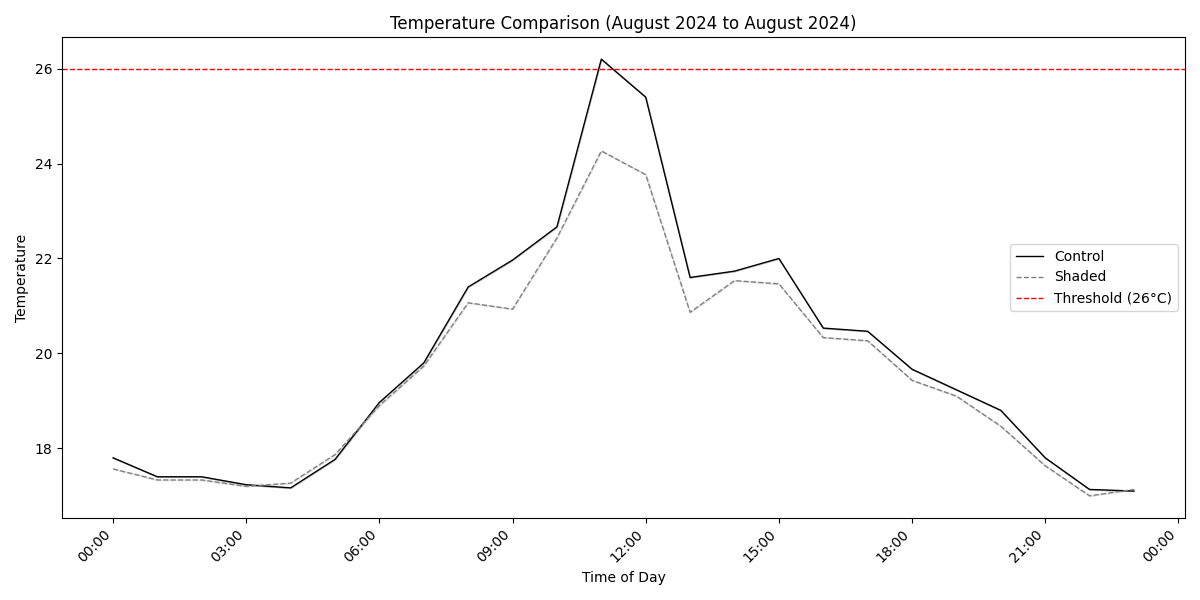 Temperature Comparison (August 2024 to August 2024)
Temperature
26
24
22
20
18
Control
Shaded
Threshold (26°C)
00:00
03:00
06:00
09:00
12:00
15:00
18:00
21:00
00:00
Time of Day